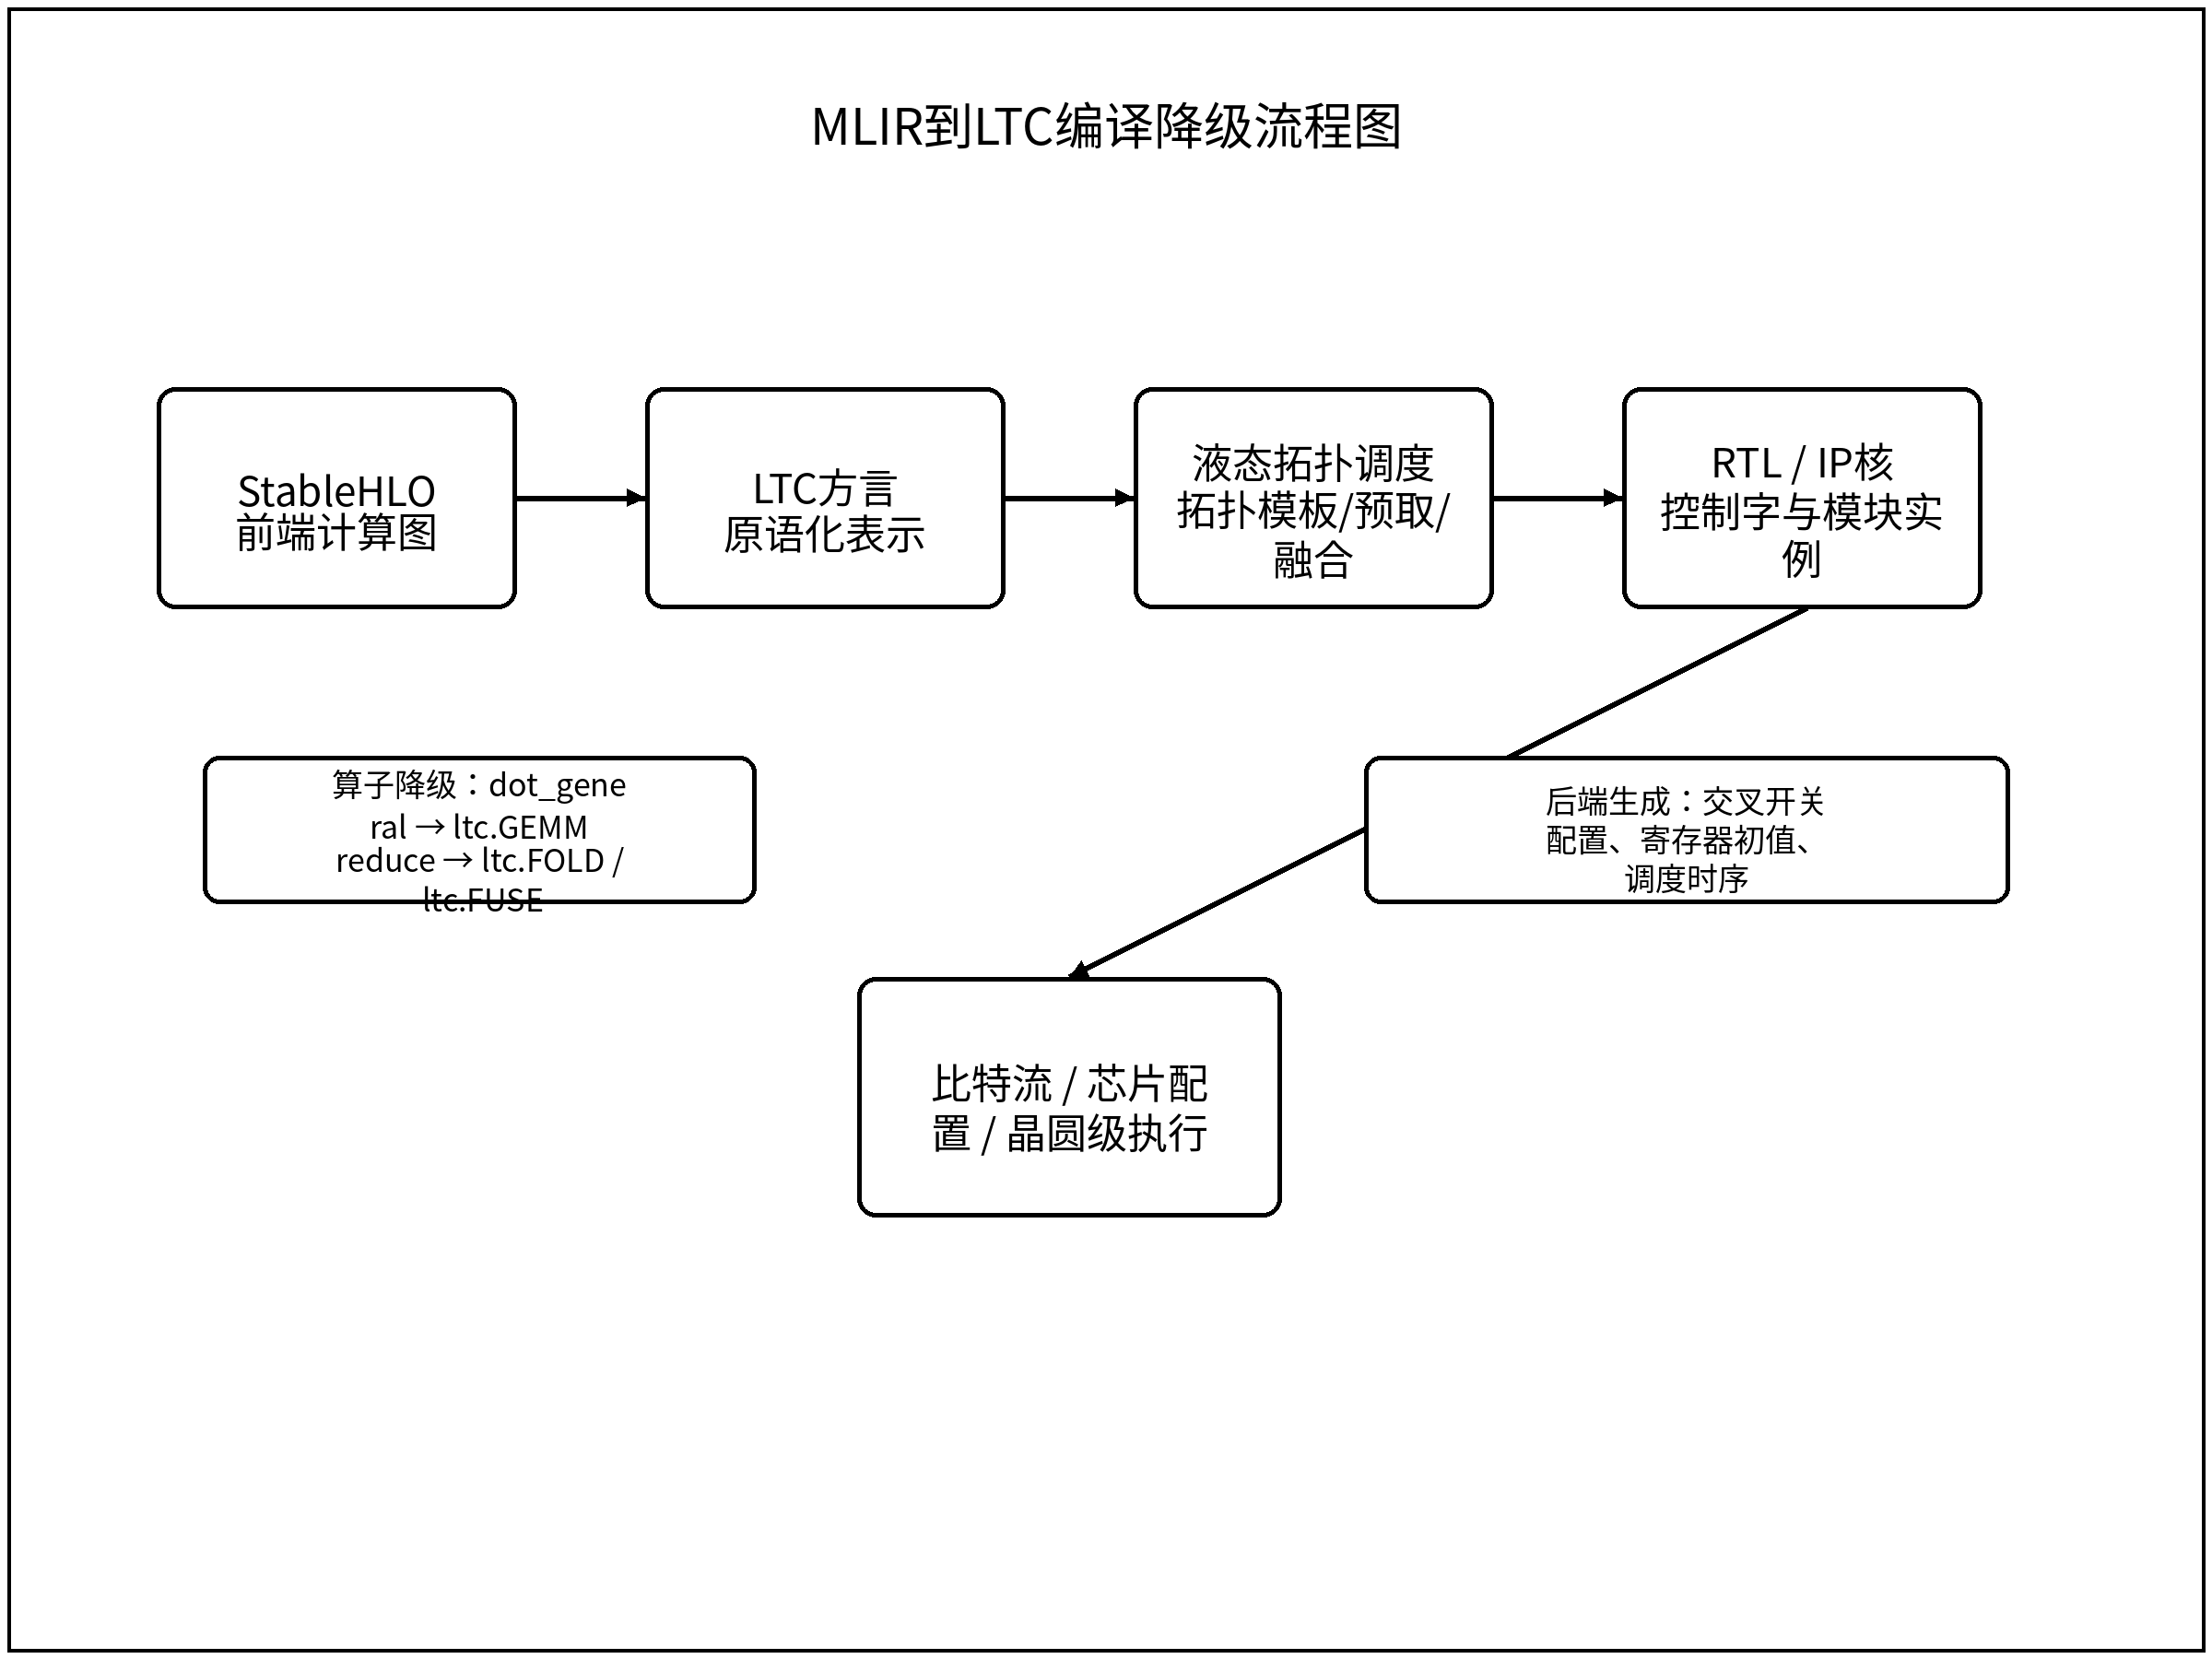 MLIR到LTC编译降级流程图
StableHLO
前端计算图
LTC方言
原语化表示
液态拓扑调度
拓扑模板/预取/
融合
RTL / IP核
控制字与模块实
例
算子降级：dot_gene
ral → ltc.GEMM
reduce → ltc.FOLD /
ltc.FUSE
后端生成：交叉开关
配置、寄存器初值、
调度时序
比特流 / 芯片配
置 / 晶圆级执行